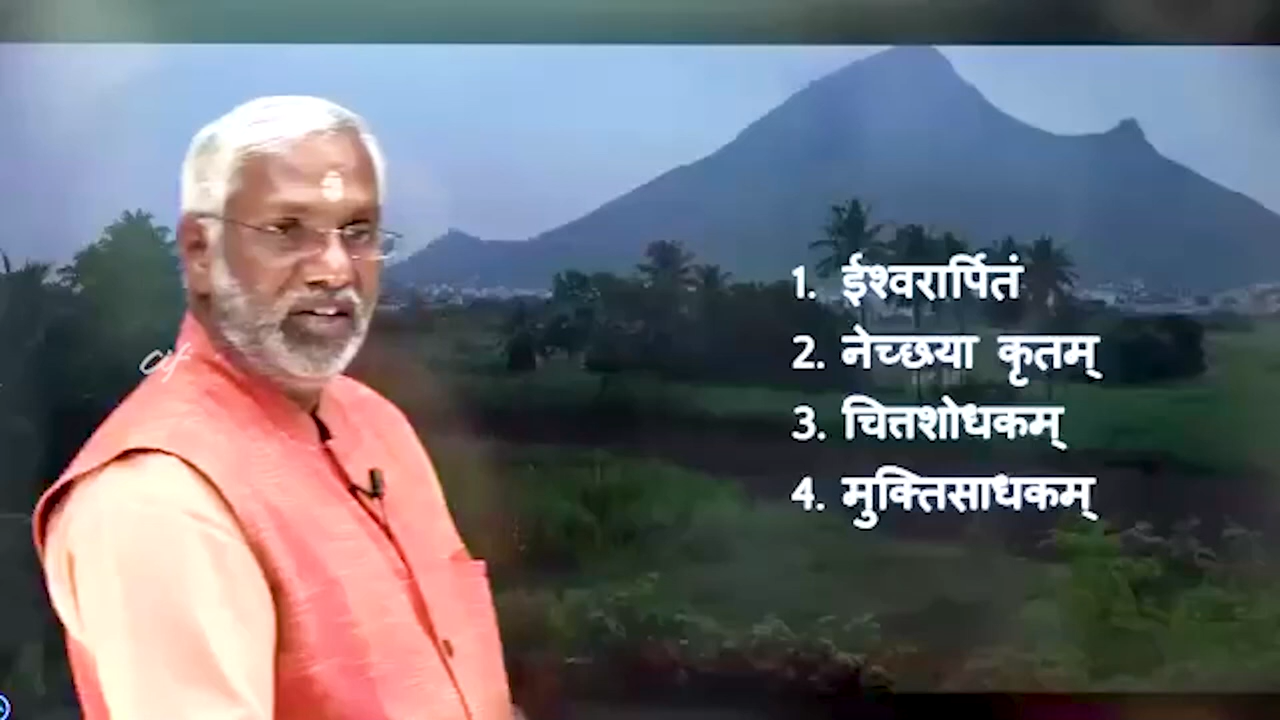 1. ईश्वरार्पितं
2. नेच्छया कृतम्
3. चित्तशोधकम्
4. मुक्तिसाधकम्